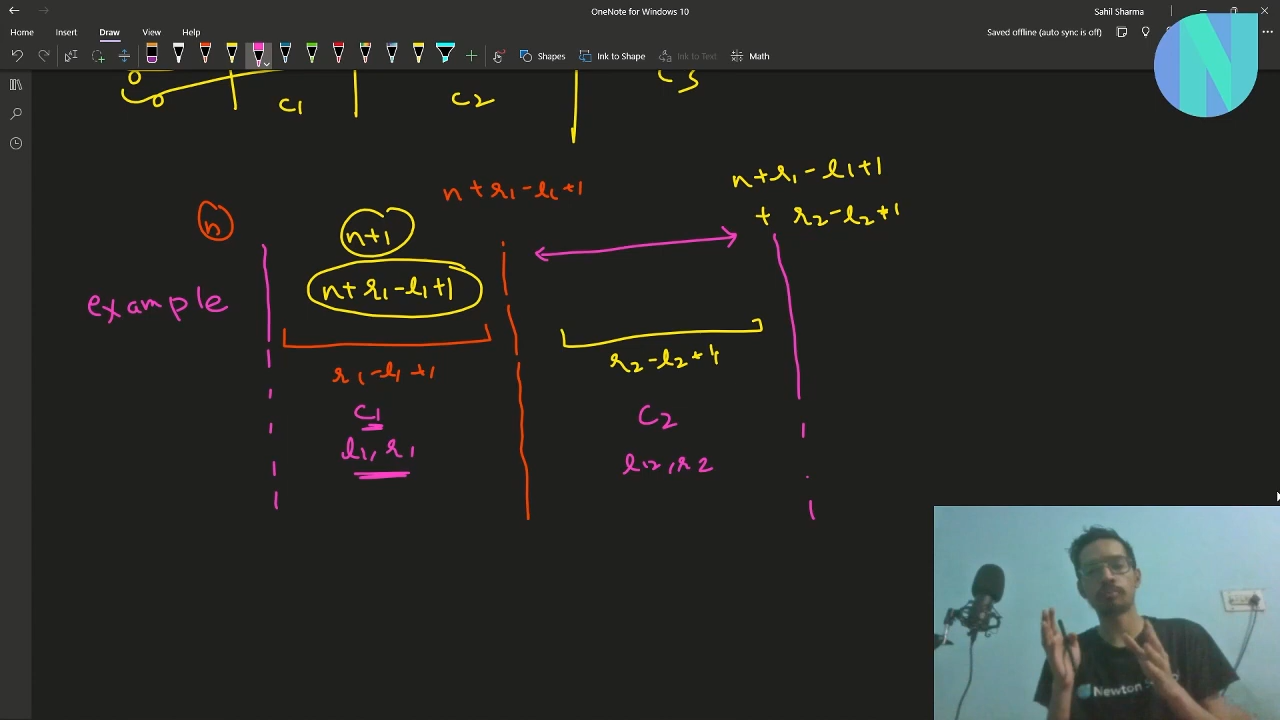 OneNote for Windows 10
Sahil Sharma
Home Insert Draw View Help
Saved offline (auto sync is off)
Shapes Ink to Shape Ink to Text Math
C1 C2
n+r1-l1+1
n+r1-l1+1
+ r2-l2+1
n
n+1
n+r1-l1+1
example
r1-l1+1
r2-l2+1
C1
C2
l1,r1
l2,r2
Newton